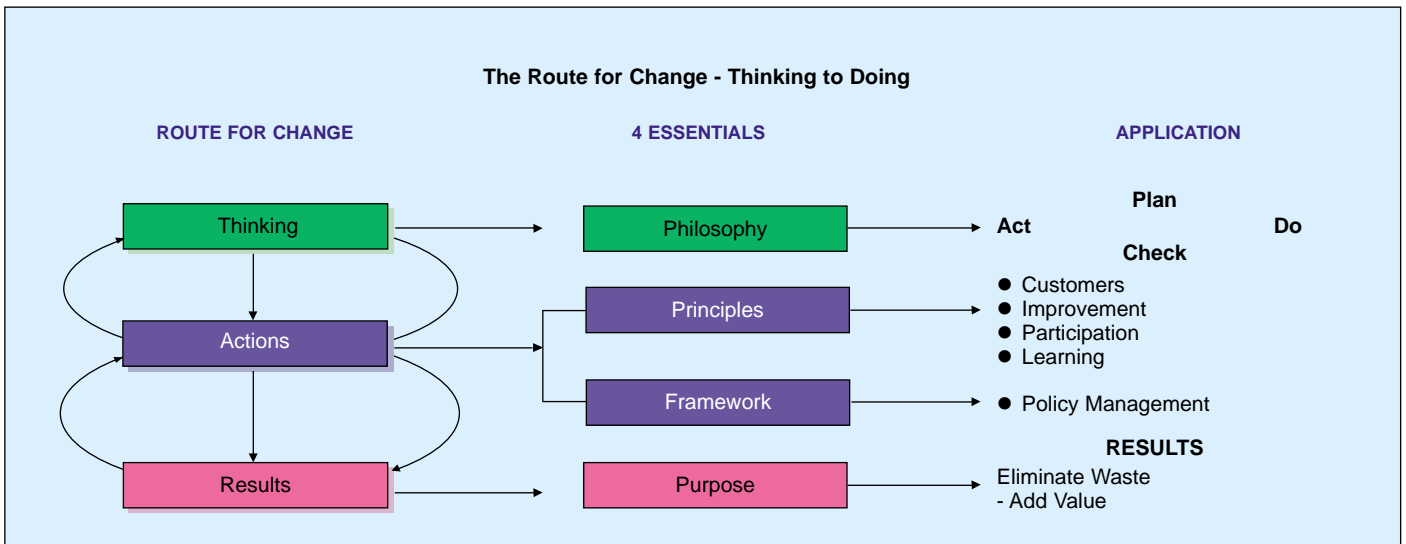 The Route for Change - Thinking to Doing
ROUTE FOR CHANGE
4 ESSENTIALS
APPLICATION
Thinking
Philosophy
Plan
Act
Do
Check
Actions
Principles
● Customers
● Improvement
● Participation
● Learning
Framework
● Policy Management
Results
Purpose
RESULTS
Eliminate Waste
- Add Value